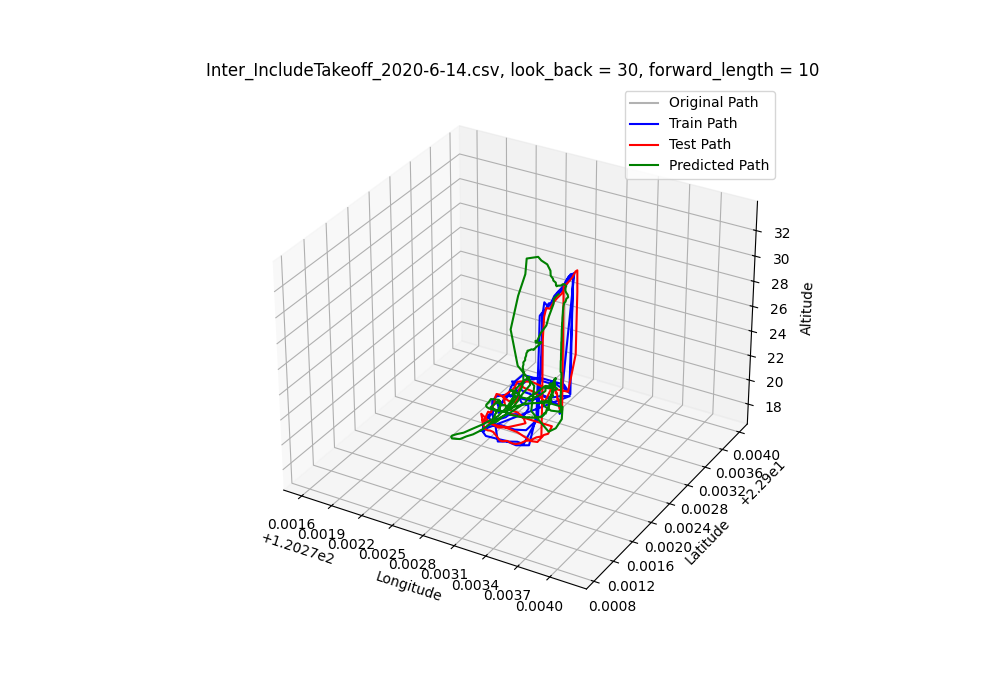 Inter_IncludeTakeoff_2020-6-14.csv, look_back = 30, forward_length = 10
Original Path
Train Path
Test Path
Predicted Path
32
30
28
26
24
22
20
18
Altitude
0.0040
0.0036
0.0032
0.0028
0.0024
0.0020
0.0016
0.0012
0.0008
+2.29e1
Latitude
0.0016
0.0019
0.0022
0.0025
0.0028
0.0031
0.0034
0.0037
0.0040
+1.2027e2
Longitude